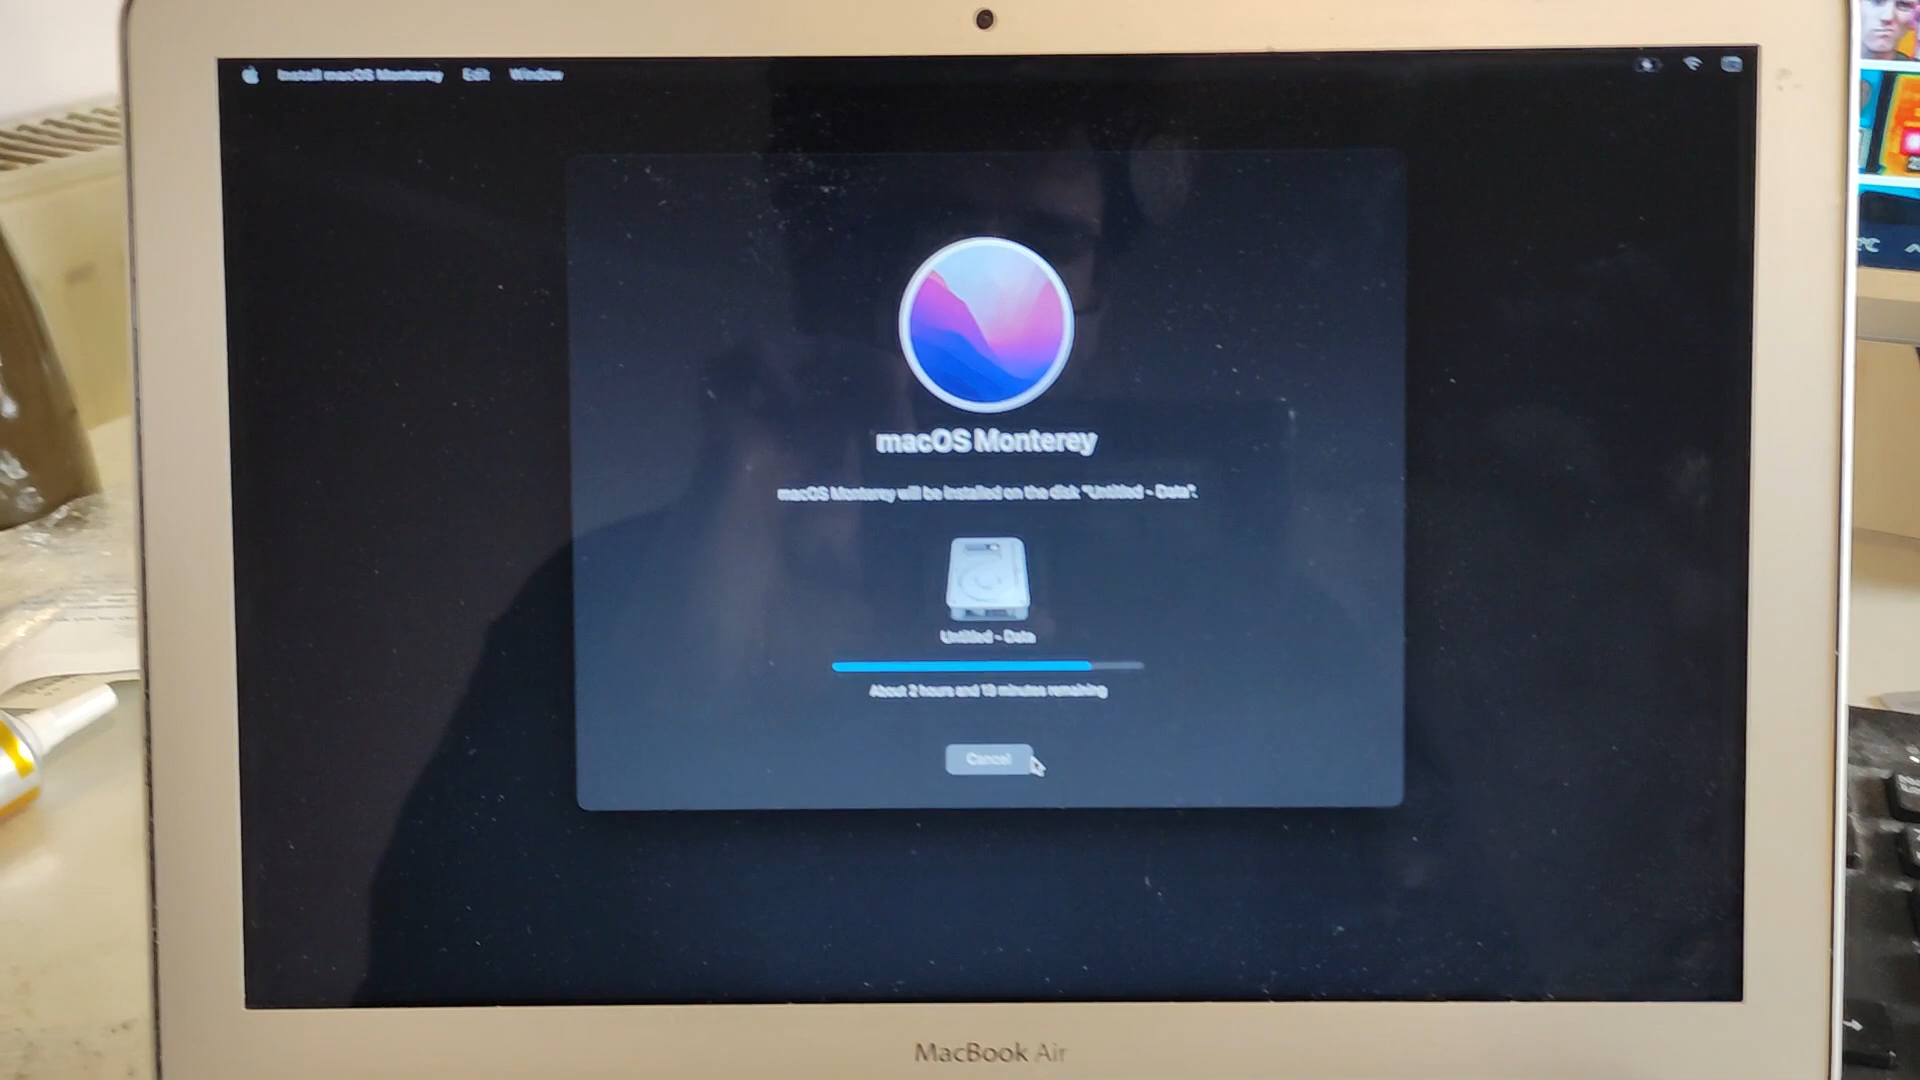 Install macOS Monterey Edit Window
macOS Monterey
macOS Monterey will be installed on the disk "Untitled - Data".
Untitled - Data
About 2 hours and 19 minutes remaining
Cancel
MacBook Air